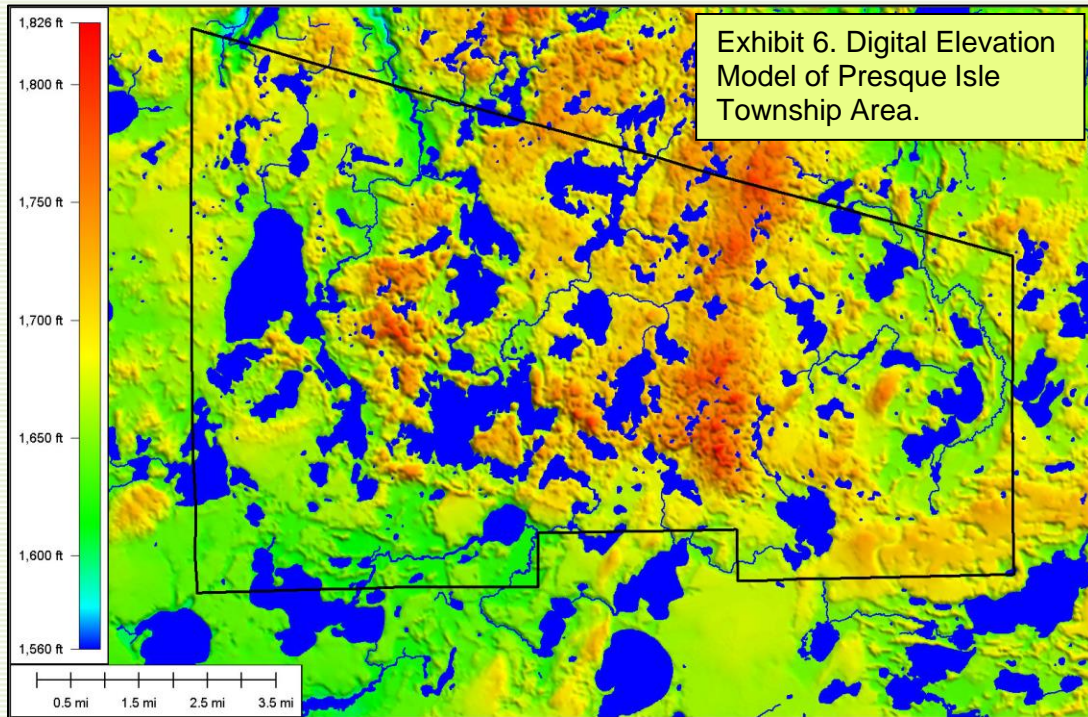 Exhibit 6. Digital Elevation
Model of Presque Isle
Township Area.
1,826 ft
1,800 ft
1,750 ft
1,700 ft
1,650 ft
1,600 ft
1,560 ft
0.5 mi 1.5 mi 2.5 mi 3.5 mi